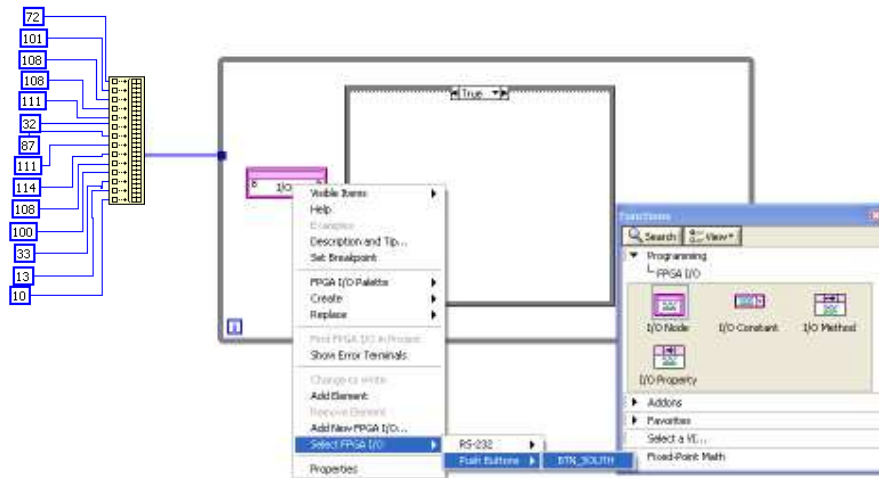 72
101
108
108
111
32
87
111
114
108
100
33
13
10
True
I/O
i
Visible Items
Help
Examples
Description and Tip...
Set Breakpoint
FPGA I/O Palette
Create
Replace
Find FPGA I/O in Project
Show Error Terminals
Change to Write
Add Element
Remove Element
Add New FPGA I/O...
Select FPGA I/O
Properties
RS-232
Push Buttons
BTN_SOUTH
Functions
Search View
Programming
FPGA I/O
I/O Node I/O Constant I/O Method
I/O Property
Addons
Favorites
Select a VI...
Fixed-Point Math